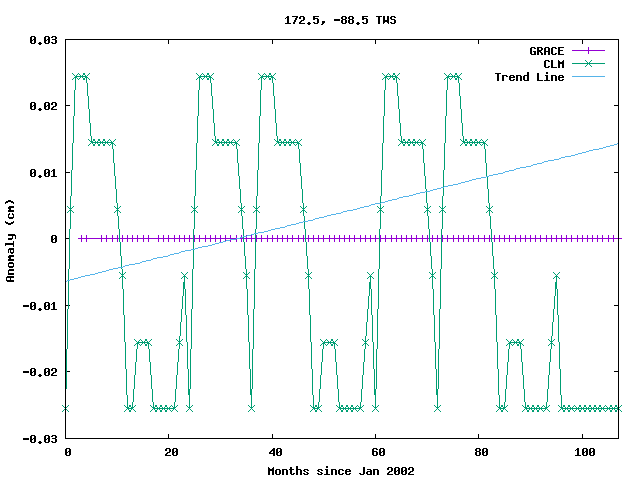 172.5, -88.5 TWS
GRACE
CLM
Trend Line
0.03
0.02
0.01
0
-0.01
-0.02
-0.03
Anomaly (cm)
0 20 40 60 80 100
Months since Jan 2002